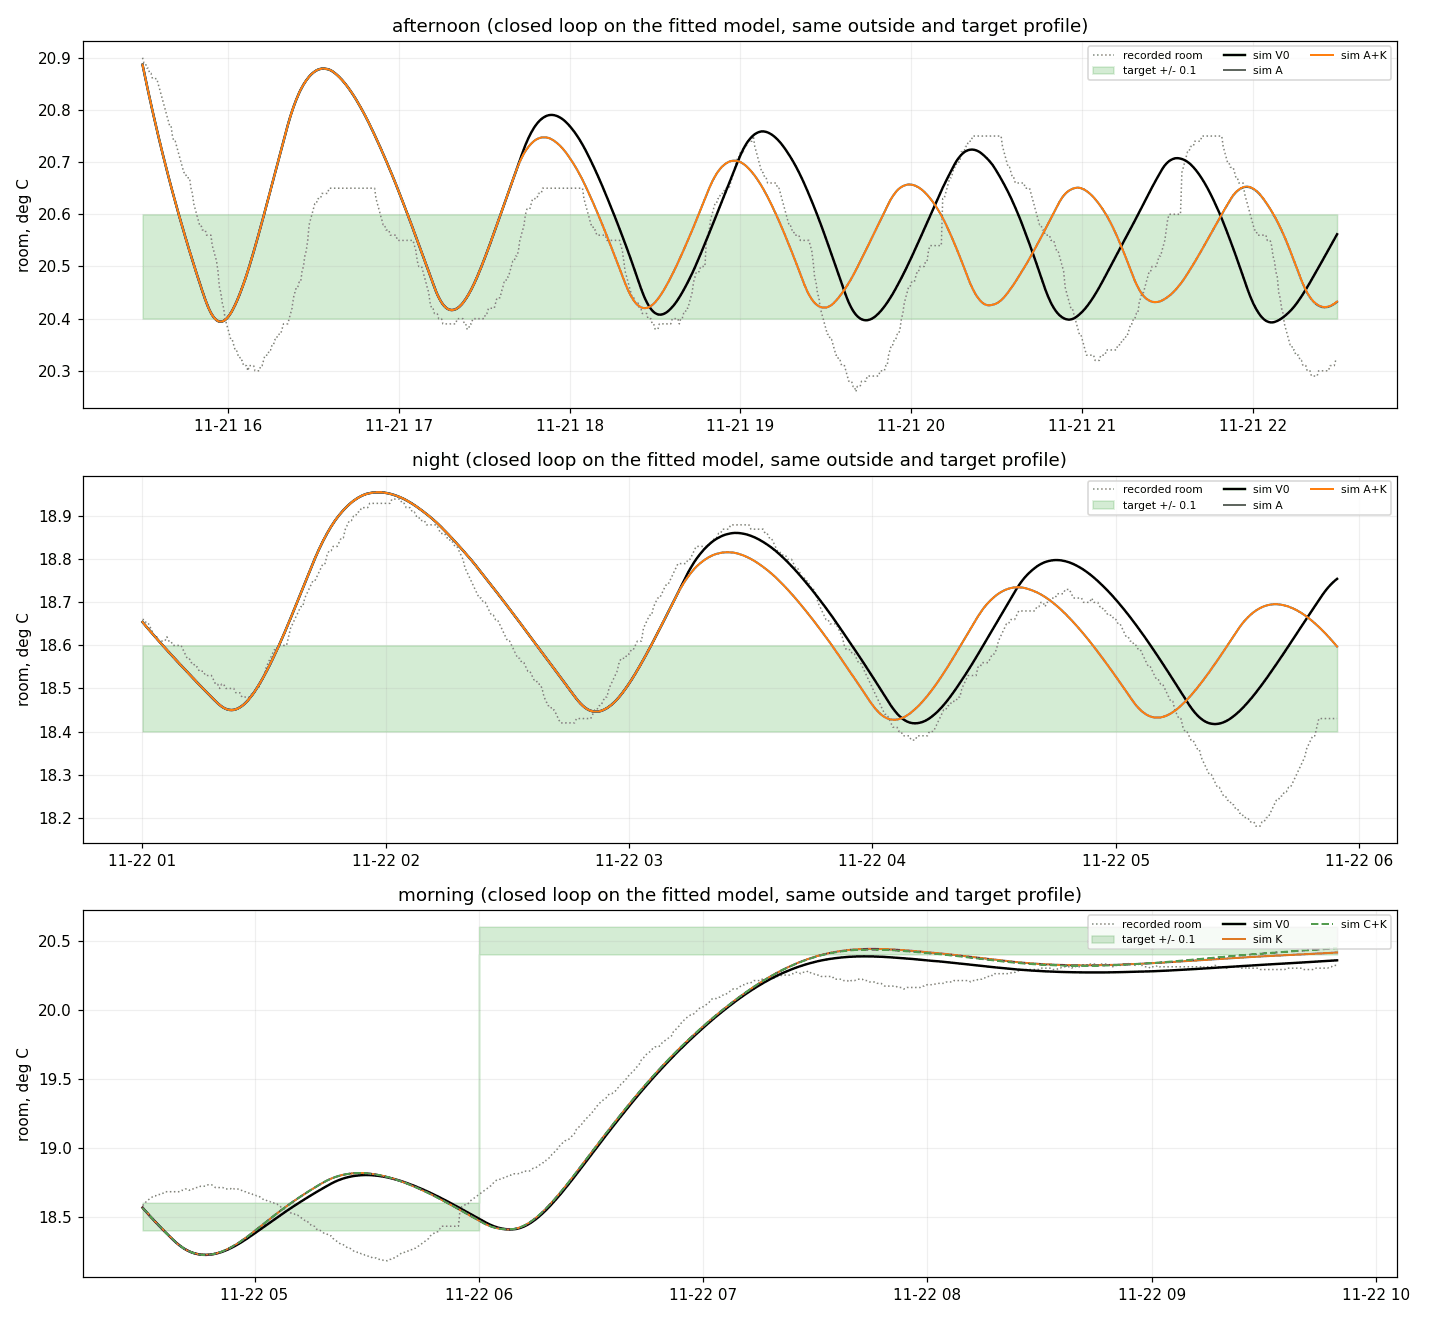 afternoon (closed loop on the fitted model, same outside and target profile)
recorded room
target +/- 0.1
sim V0
sim A
sim A+K
room, deg C
20.9
20.8
20.7
20.6
20.5
20.4
20.3
11-21 16 11-21 17 11-21 18 11-21 19 11-21 20 11-21 21 11-21 22
night (closed loop on the fitted model, same outside and target profile)
recorded room
target +/- 0.1
sim V0
sim A
sim A+K
room, deg C
18.9
18.8
18.7
18.6
18.5
18.4
18.3
18.2
11-22 01 11-22 02 11-22 03 11-22 04 11-22 05 11-22 06
morning (closed loop on the fitted model, same outside and target profile)
recorded room
target +/- 0.1
sim V0
sim K
sim C+K
room, deg C
20.5
20.0
19.5
19.0
18.5
11-22 05 11-22 06 11-22 07 11-22 08 11-22 09 11-22 10